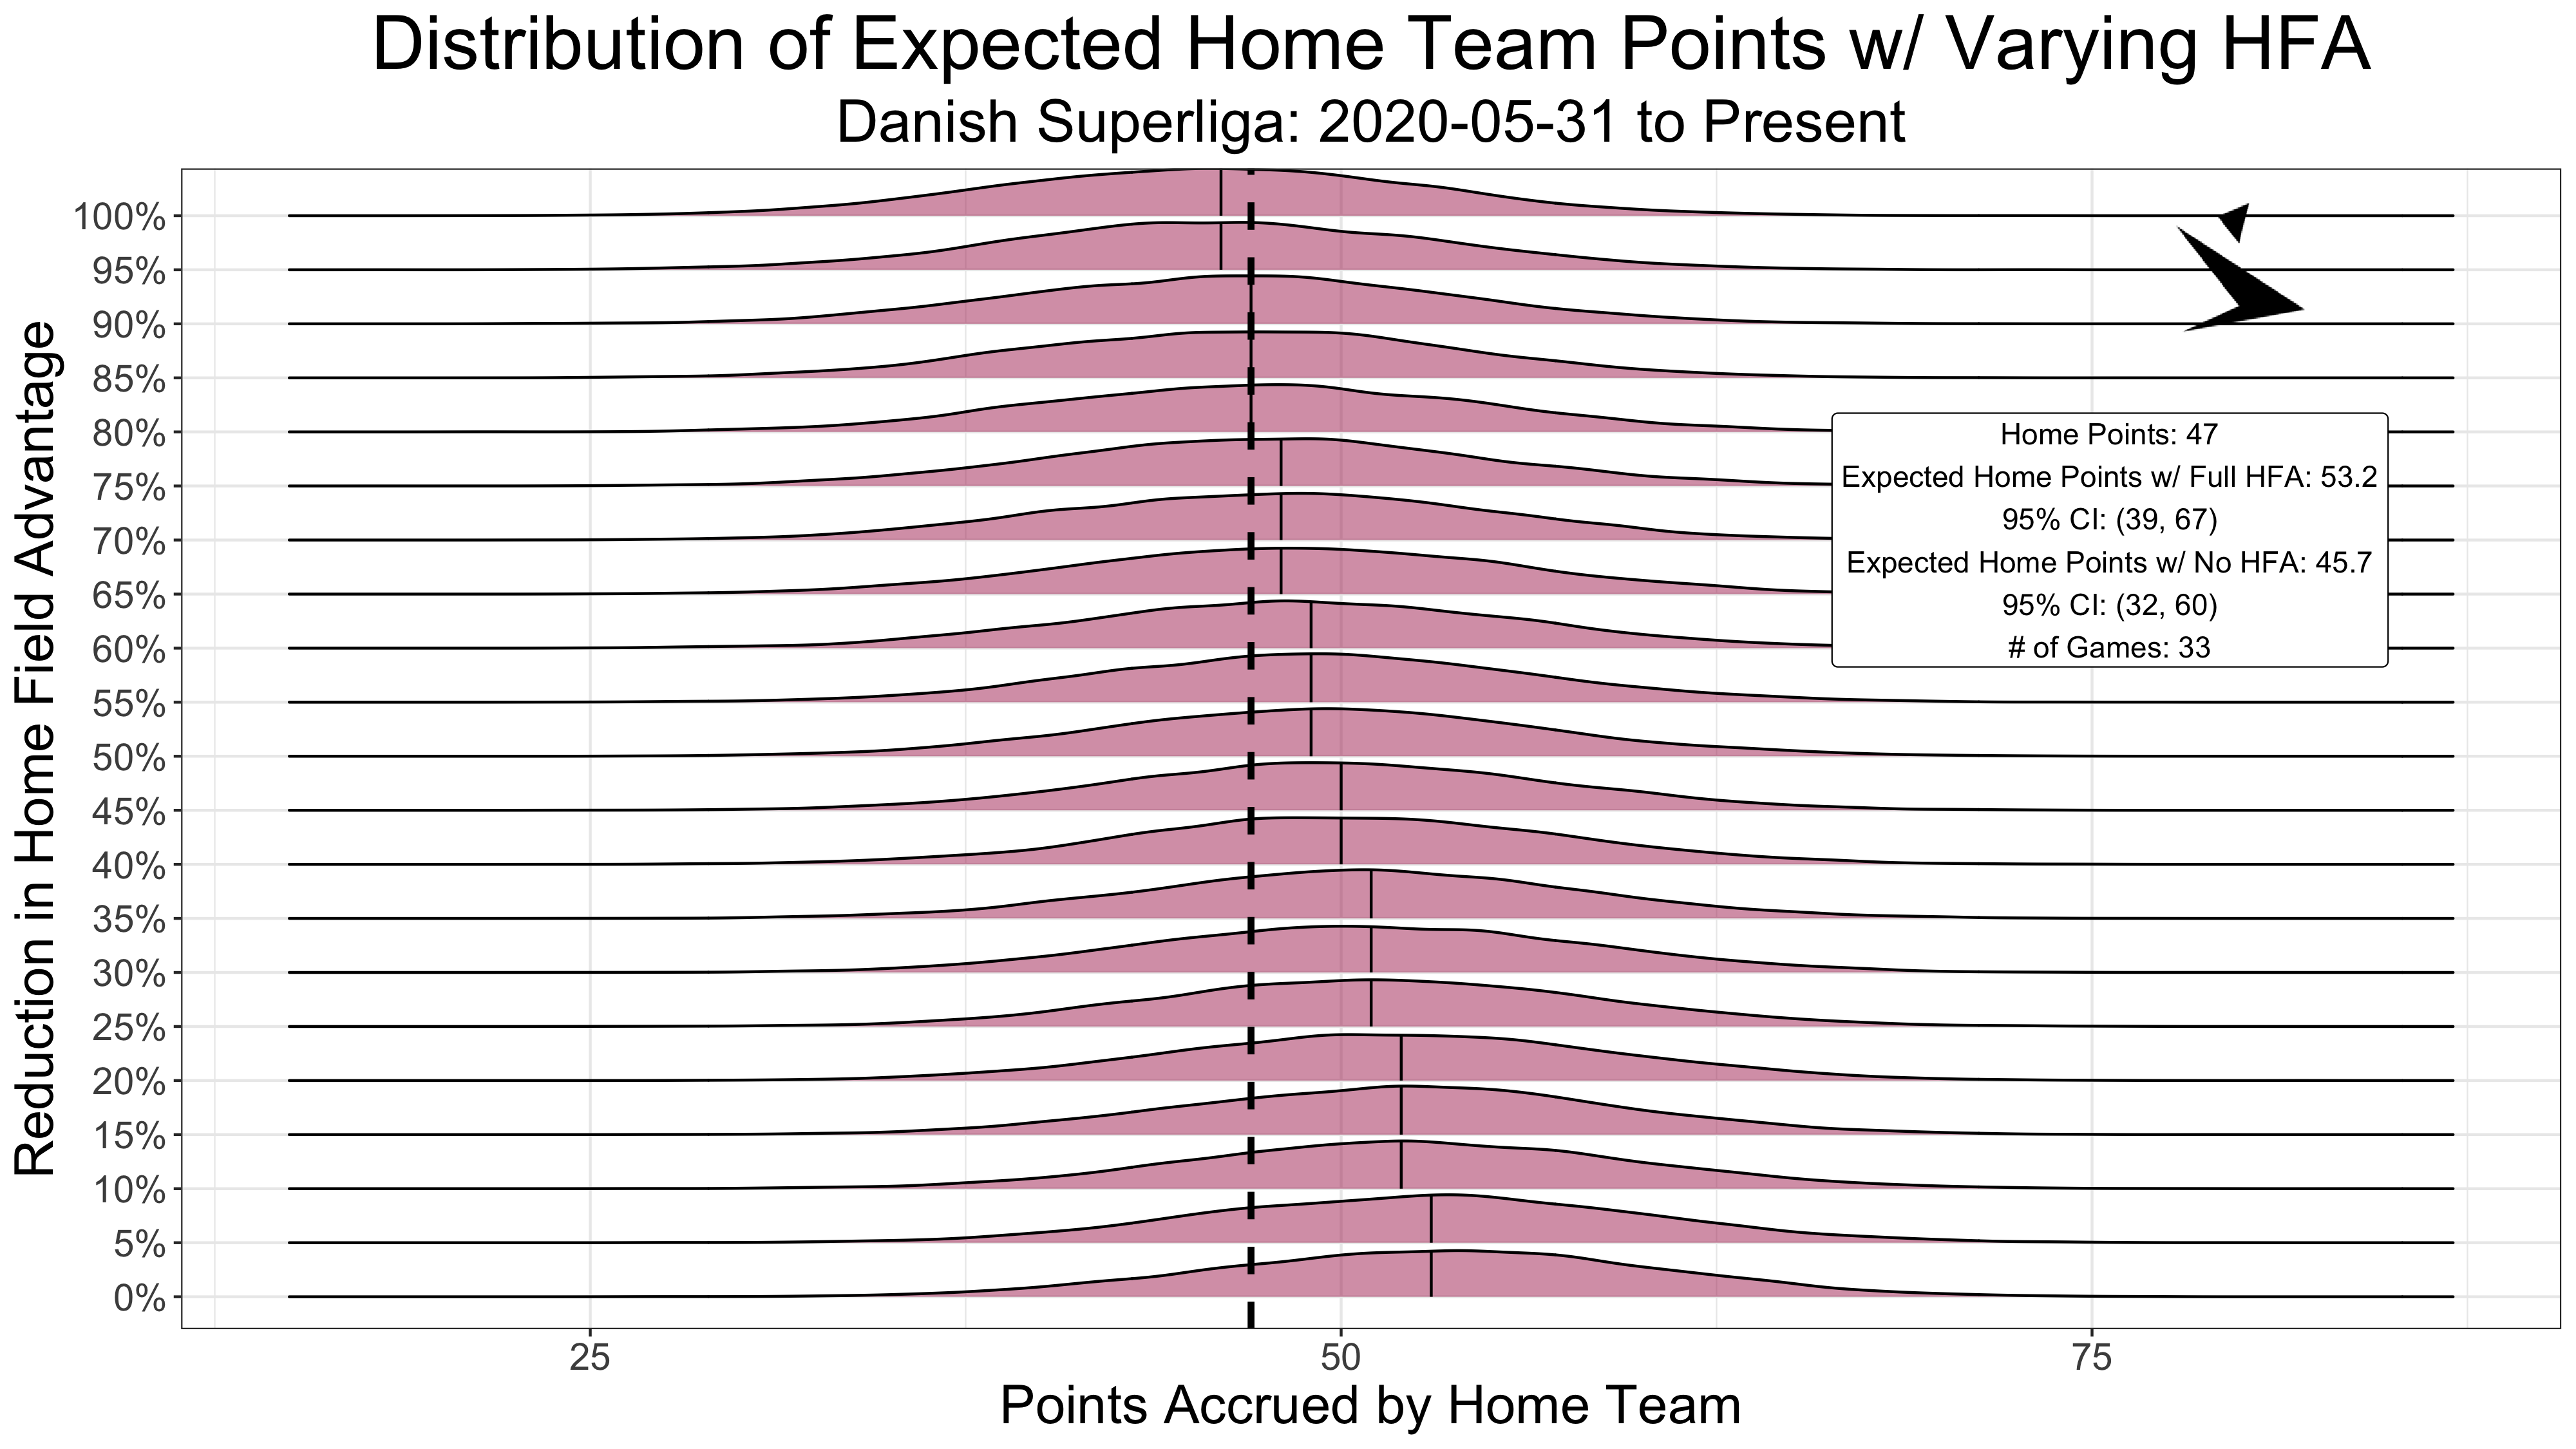 Distribution of Expected Home Team Points w/ Varying HFA
Danish Superliga: 2020-05-31 to Present
Reduction in Home Field Advantage
100%
95%
90%
85%
80%
75%
70%
65%
60%
55%
50%
45%
40%
35%
30%
25%
20%
15%
10%
5%
0%
Home Points: 47
Expected Home Points w/ Full HFA: 53.2
95% CI: (39, 67)
Expected Home Points w/ No HFA: 45.7
95% CI: (32, 60)
# of Games: 33
25
50
75
Points Accrued by Home Team